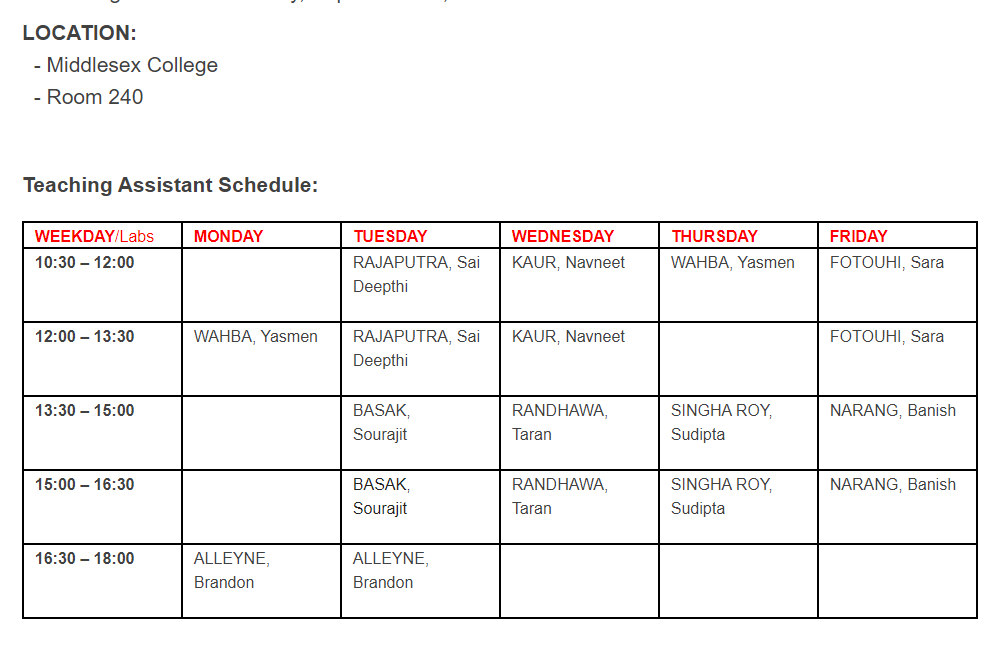 LOCATION:
- Middlesex College
- Room 240
Teaching Assistant Schedule:
WEEKDAY/Labs MONDAY TUESDAY WEDNESDAY THURSDAY FRIDAY
10:30 – 12:00 RAJAPUTRA, Sai KAUR, Navneet WAHBA, Yasmen FOTOUHI, Sara
Deepthi
12:00 – 13:30 WAHBA, Yasmen RAJAPUTRA, Sai KAUR, Navneet FOTOUHI, Sara
Deepthi
13:30 – 15:00 BASAK, RANDHAWA, SINGHA ROY, NARANG, Banish
Sourajit Taran Sudipta
15:00 – 16:30 BASAK, RANDHAWA, SINGHA ROY, NARANG, Banish
Sourajit Taran Sudipta
16:30 – 18:00 ALLEYNE, ALLEYNE,
Brandon Brandon